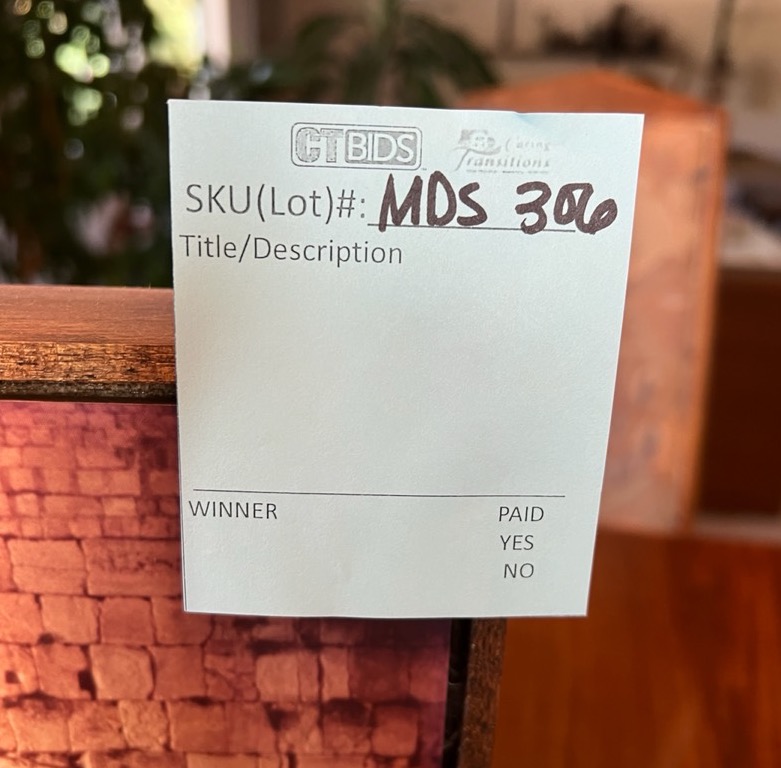 CTBIDS
Caring
Transitions
SKU(Lot)#: MDS 306
Title/Description
WINNER PAID
YES
NO